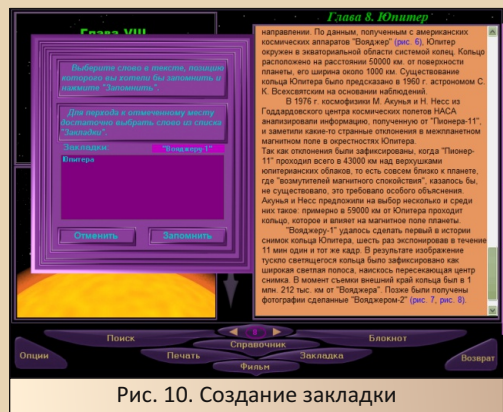 Глава VIII
Глава 8. Юпитер
Выберите слово в тексте, позицию
которого вы хотели бы запомнить и
нажмите "Запомнить".
Для перехода к отмеченному месту
достаточно выбрать слово из списка
"Закладки".
Закладки:
"Вояджеру-1"
Юпитера
Отменить
Запомнить
направлении. По данным, полученным с американских
космических аппаратов "Вояджер" (рис. 6), Юпитер
окружен в экваториальной области системой колец. Кольцо
расположено на расстоянии 50000 км. от поверхности
планеты, его ширина около 1000 км. Существование
кольца Юпитера было предсказано в 1960 г. астрономом С.
К. Всехсвятским на основании наблюдений.
В 1976 г. космофизики М. Акунья и Н. Несс из
Годдардовского центра космических полетов НАСА
анализировали информацию, полученную от "Пионера-11",
и заметили какие-то странные отклонения в межпланетном
магнитном поле в окрестностях Юпитера.
Так как отклонения были зафиксированы, когда "Пионер-
11" проходил всего в 43000 км над верхушками
юпитерианских облаков, то есть совсем близко к планете,
где "возмутителей магнитного спокойствия", казалось бы,
не существовало, это требовало особого объяснения.
Акунья и Несс предложили на выбор несколько и среди
них такое: примерно в 59000 км от Юпитера проходит
кольцо, которое и влияет на магнитное поле планеты.
"Вояджеру-1" удалось сделать первый в истории
снимок кольца Юпитера, шесть раз экспонировав в течение
11 мин один и тот же кадр. В результате изображение
тускло светящегося кольца было зафиксировано как
широкая светлая полоса, наискось пересекающая центр
снимка. В момент съемки внешний край кольца был в 1
млн. 212 тыс. км от "Вояджера". Позже были получены
фотографии сделанные "Вояджером-2" (рис. 7, рис. 8).
Поиск
8
Блокнот
Справочник
Опции
Печать
Закладка
Возврат
Фильм
Рис. 10. Создание закладки